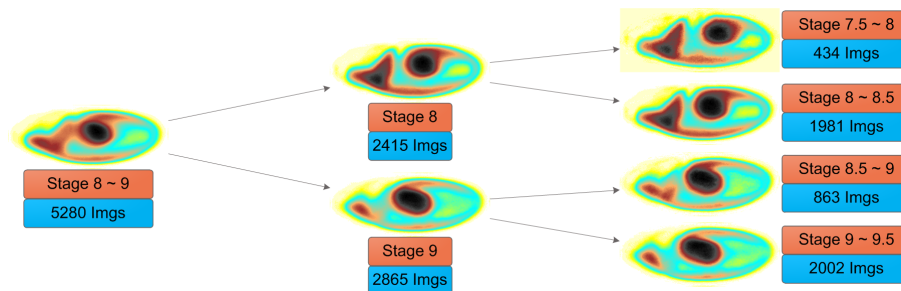 Stage 8 ~ 9
5280 Imgs
Stage 8
2415 Imgs
Stage 9
2865 Imgs
Stage 7.5 ~ 8
434 Imgs
Stage 8 ~ 8.5
1981 Imgs
Stage 8.5 ~ 9
863 Imgs
Stage 9 ~ 9.5
2002 Imgs